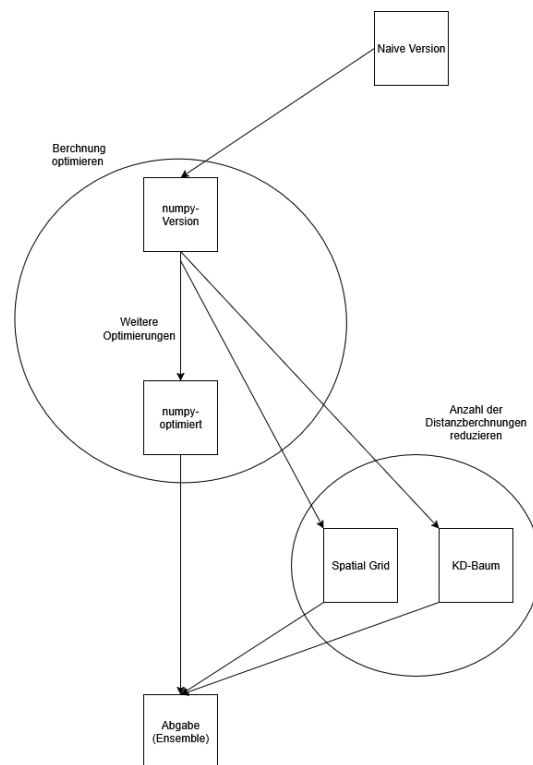 Naive Version
Berchnung
optimieren
numpy-
Version
Weitere
Optimierungen
numpy-
optimiert
Anzahl der
Distanzberchnungen
reduzieren
Spatial Grid
KD-Baum
Abgabe
(Ensemble)